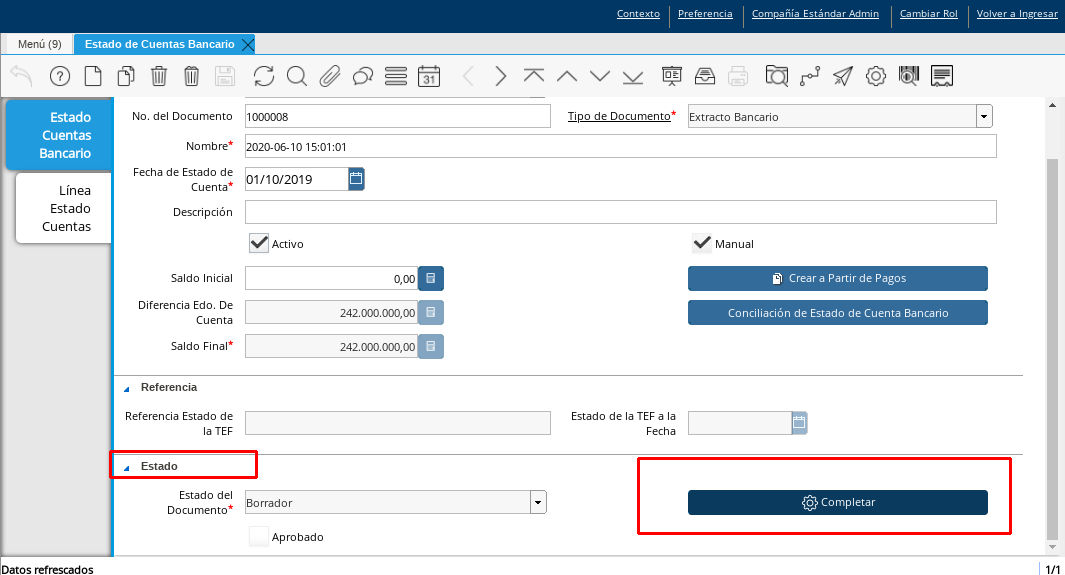 Contexto Preferencia Compañía Estándar Admin Cambiar Rol Volver a Ingresar
Menú (9) Estado de Cuentas Bancario
31
Estado
Cuentas
Bancario
Línea
Estado
Cuentas
No. del Documento 1000008 Tipo de Documento* Extracto Bancario
Nombre* 2020-06-10 15:01:01
Fecha de Estado de
Cuenta* 01/10/2019
Descripción
Activo Manual
Saldo Inicial 0,00 Crear a Partir de Pagos
Diferencia Edo. De
Cuenta 242.000.000,00 Conciliación de Estado de Cuenta Bancario
Saldo Final* 242.000.000,00
Referencia
Referencia Estado de
la TEF
Estado de la TEF a la
Fecha
Estado
Estado del
Documento* Borrador Completar
Aprobado
Datos refrescados 1/1